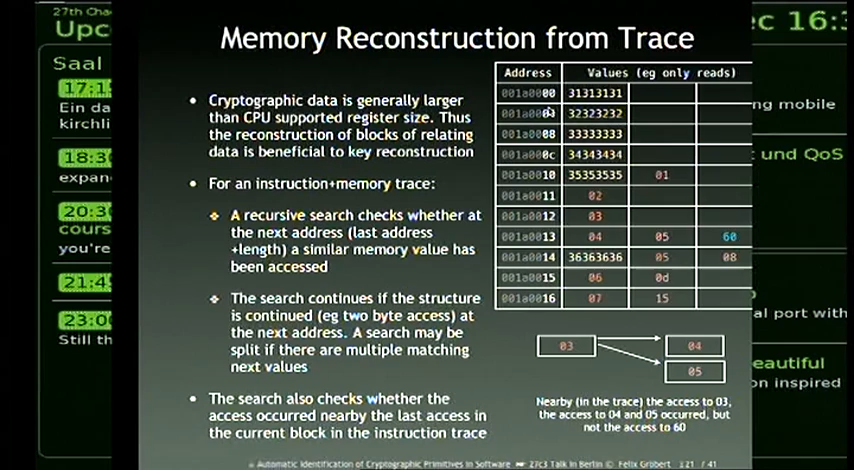 27th Cha
Upc
Saal
17:1
Ein da
kirchli
18:3
expan
20:3
cours
you're
21:4
23:0
Still th
Memory Reconstruction from Trace
• Cryptographic data is generally larger
than CPU supported register size. Thus
the reconstruction of blocks of relating
data is beneficial to key reconstruction
• For an instruction+memory trace:
A recursive search checks whether at
the next address (last address
+length) a similar memory value has
been accessed
The search continues if the structure
is continued (eg two byte access) at
the next address. A search may be
split if there are multiple matching
next values
• The search also checks whether the
access occurred nearby the last access in
the current block in the instruction trace
Address Values (eg only reads)
001a0000 31313131
001a0004 32323232
001a0008 33333333
001a000c 34343434
001a0010 35353535 01
001a0011 02
001a0012 03
001a0013 04 05 60
001a0014 36363636 05 08
001a0015 06 0d
001a0016 07 15
03 04
05
Nearby (in the trace) the access to 03,
the access to 04 and 05 occurred, but
not the access to 60
Automatic Identification of Cryptographic Primitives in Software 27c3 Talk in Berlin © Felix Gröbert 21 / 41
ec 16:3
ng mobile
t und QoS
al port with
eautiful
on inspired